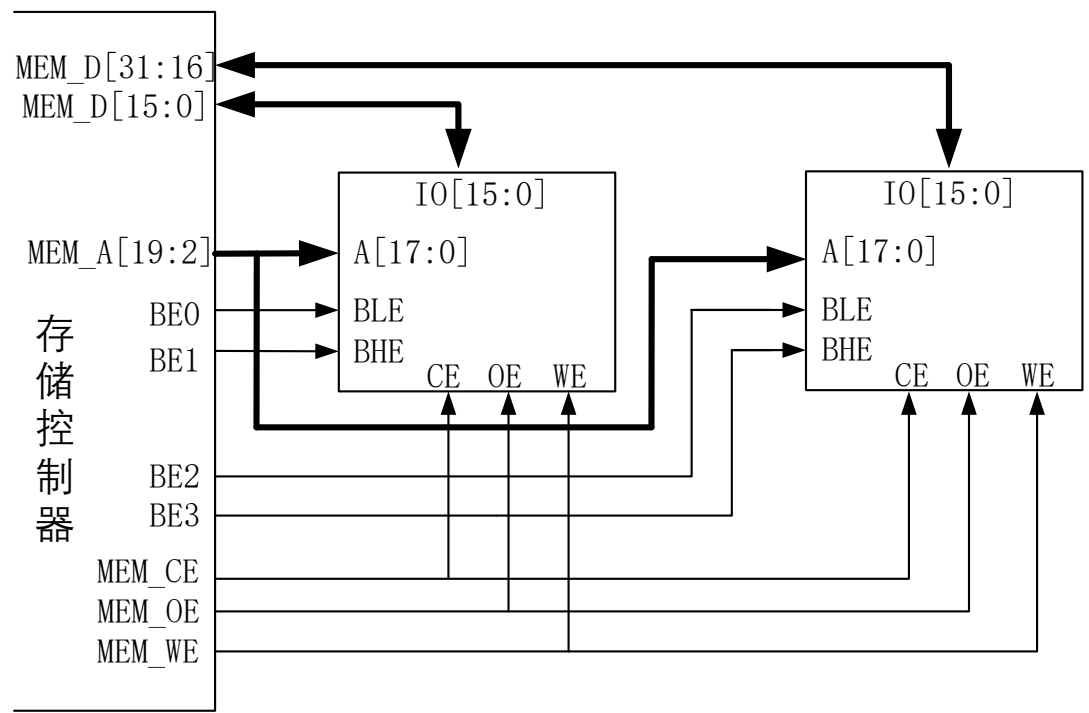 MEM_D[31:16]
MEM_D[15:0]
MEM_A[19:2]
BE0
BE1
存储控制器
BE2
BE3
MEM_CE
MEM_OE
MEM_WE
IO[15:0]
A[17:0]
BLE
BHE
CE OE WE
IO[15:0]
A[17:0]
BLE
BHE
CE OE WE